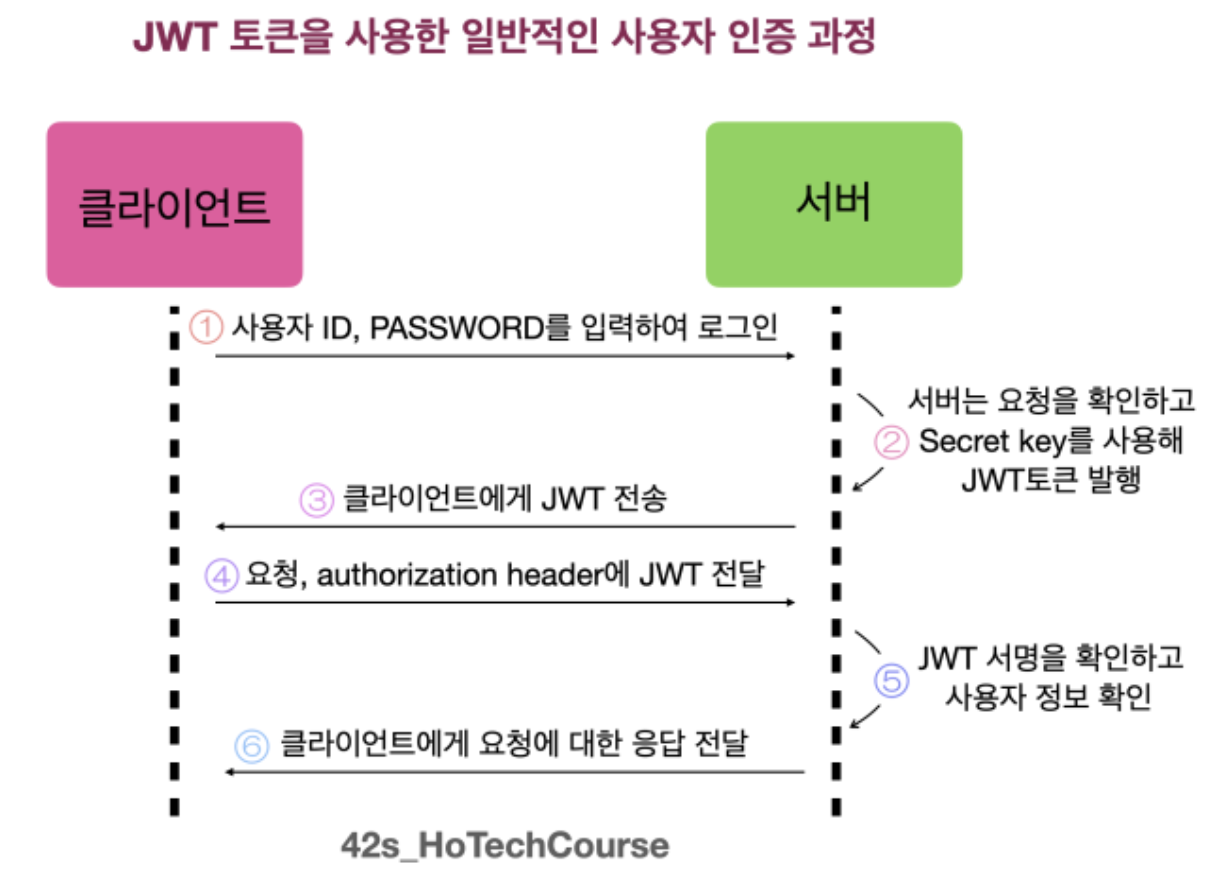 JWT 토큰을 사용한 일반적인 사용자 인증 과정
클라이언트
서버
① 사용자 ID, PASSWORD를 입력하여 로그인
서버는 요청을 확인하고
② Secret key를 사용해
JWT토큰 발행
③ 클라이언트에게 JWT 전송
④ 요청, authorization header에 JWT 전달
JWT 서명을 확인하고
⑤ 사용자 정보 확인
⑥ 클라이언트에게 요청에 대한 응답 전달
42s_HoTechCourse